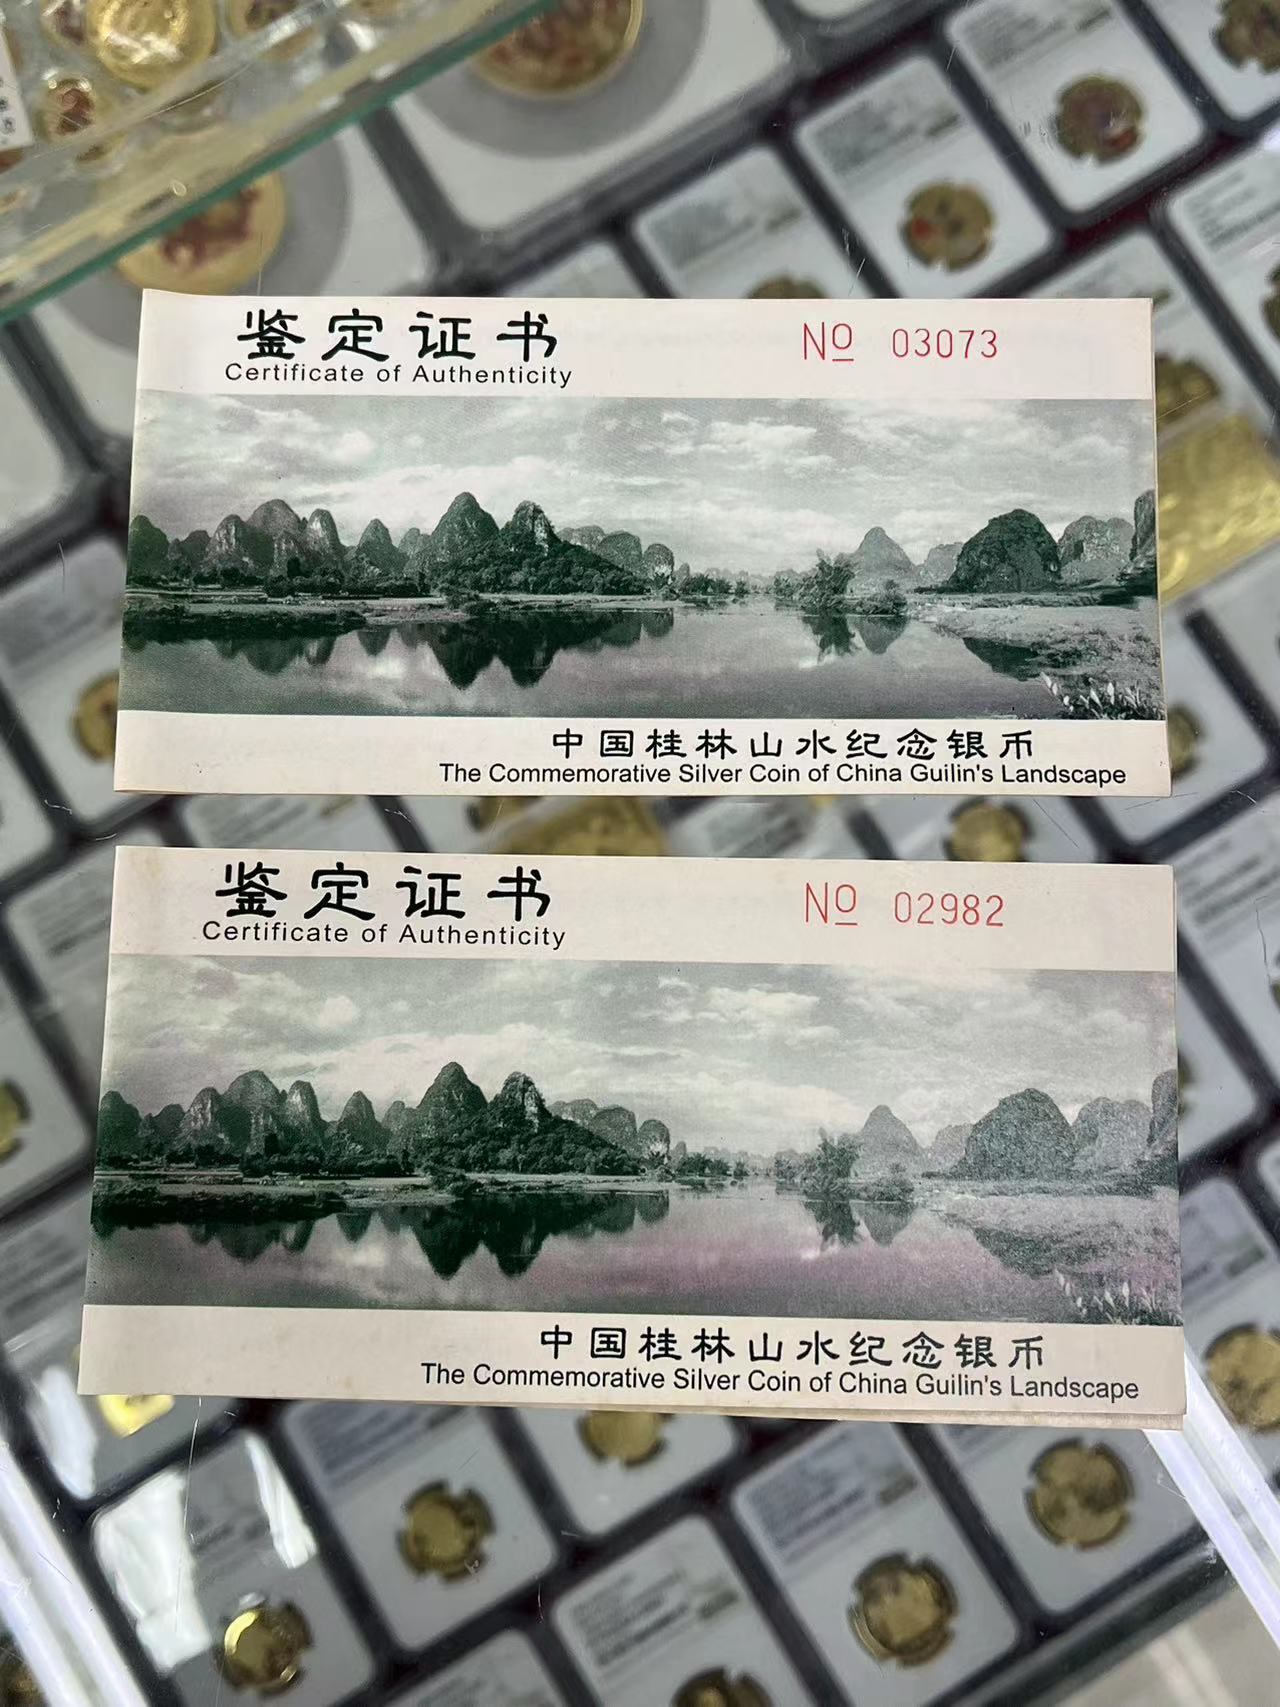 鉴定证书
Certificate of Authenticity
No 03073
中国桂林山水纪念银币
The Commemorative Silver Coin of China Guilin's Landscape
鉴定证书
Certificate of Authenticity
No 02982
中国桂林山水纪念银币
The Commemorative Silver Coin of China Guilin's Landscape